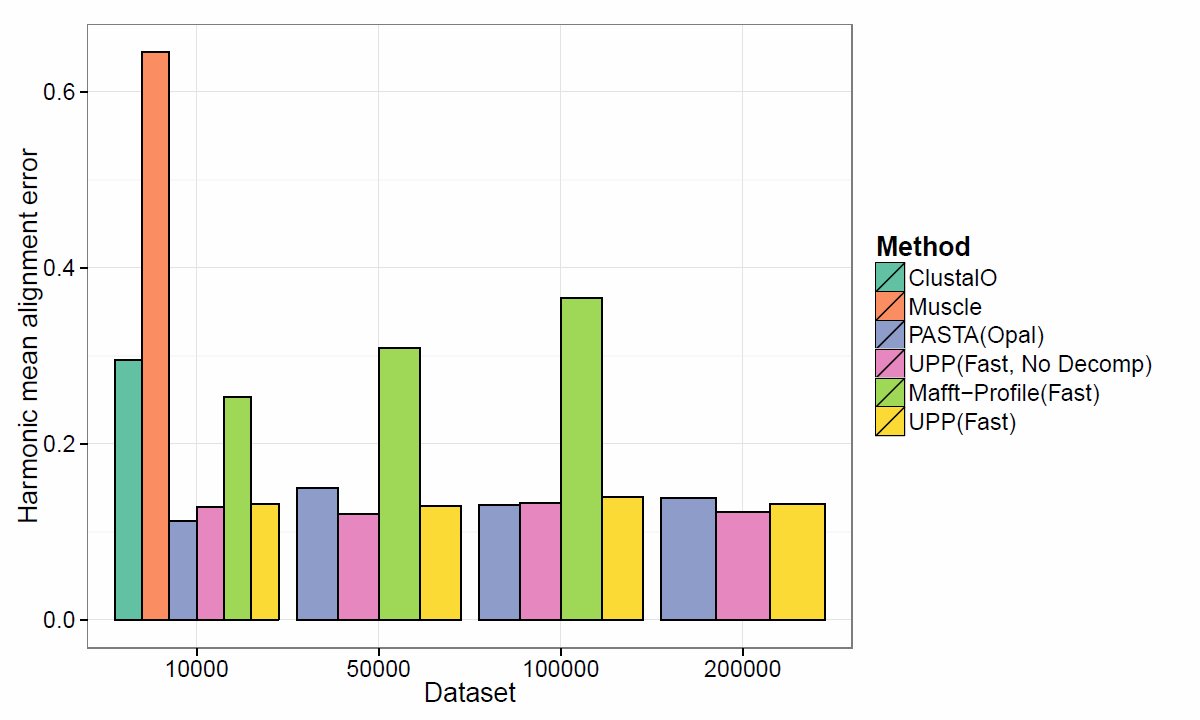 Harmonic mean alignment error
0.6
0.4
0.2
0.0
10000
50000
100000
200000
Dataset
Method
ClustalO
Muscle
PASTA(Opal)
UPP(Fast, No Decomp)
Mafft−Profile(Fast)
UPP(Fast)